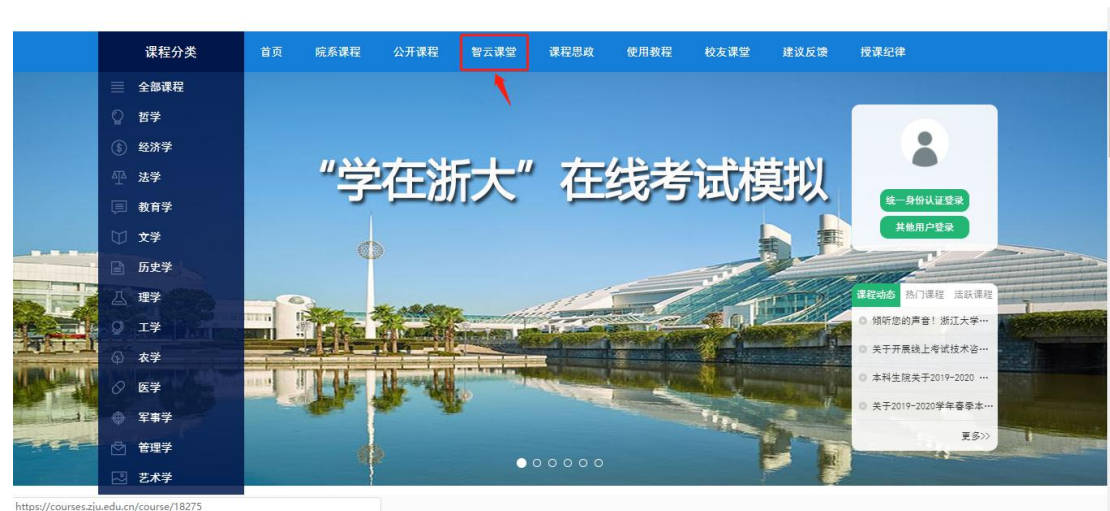 课程分类
首页
院系课程
公开课程
智云课堂
课程思政
使用教程
校友课堂
建议反馈
授课纪律
全部课程
哲学
经济学
法学
教育学
文学
历史学
理学
工学
农学
医学
军事学
管理学
艺术学
“学在浙大”在线考试模拟
统一身份认证登录
其他用户登录
课程动态 热门课程 活跃课程
倾听您的声音！浙江大学…
关于开展线上考试技术咨…
本科生院关于2019-2020 …
关于2019-2020学年春季本…
更多>>
https://courses.zju.edu.cn/course/18275